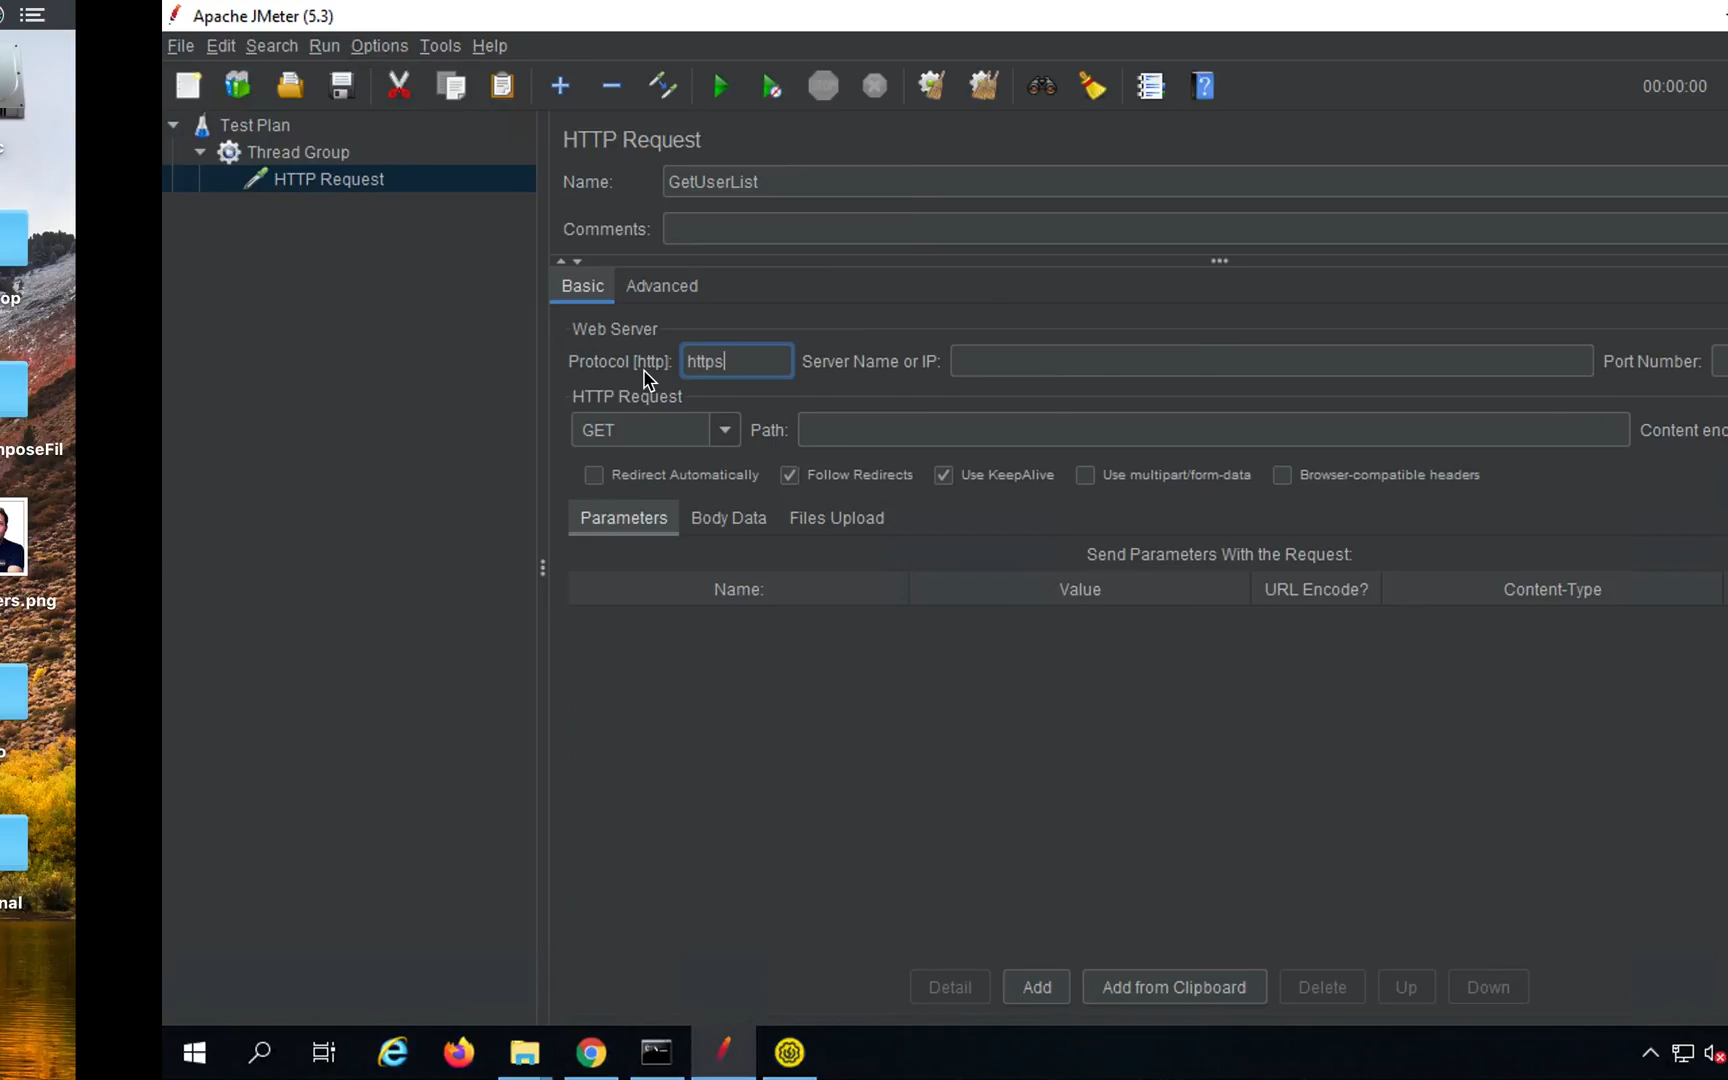 Apache JMeter (5.3)
File Edit Search Run Options Tools Help
00:00:00
Test Plan
Thread Group
HTTP Request
HTTP Request
Name: GetUserList
Comments:
Basic Advanced
Web Server
Protocol [http]: https Server Name or IP: Port Number:
HTTP Request
GET Path: Content enc
Redirect Automatically Follow Redirects Use KeepAlive Use multipart/form-data Browser-compatible headers
Parameters Body Data Files Upload
Send Parameters With the Request:
Name: Value URL Encode? Content-Type
Detail Add Add from Clipboard Delete Up Down
op
nposeFil
ers.png
nal